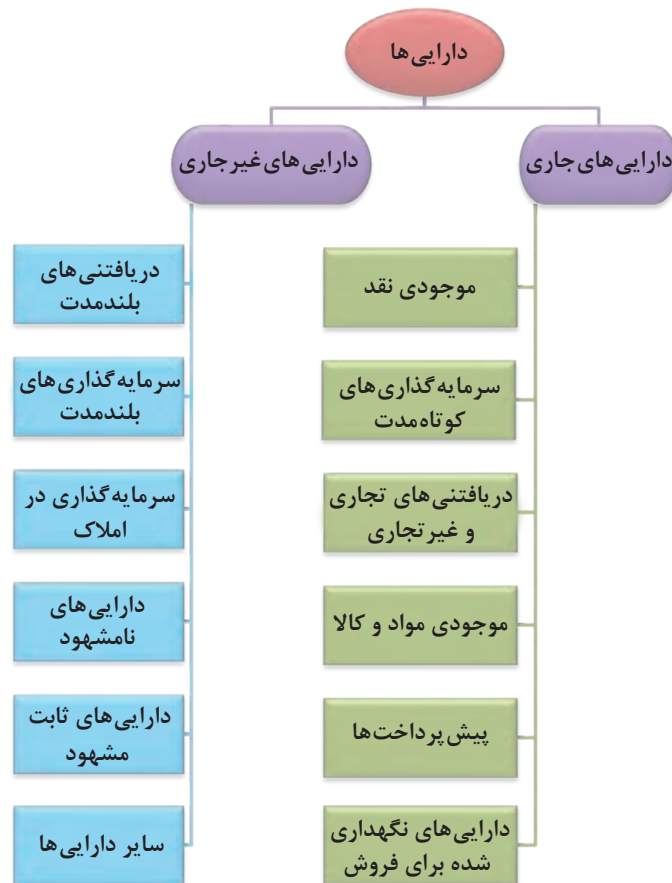 دارایی‌ها
دارایی‌های جاری
موجودی نقد
سرمایه‌گذاری‌های
کوتاه‌مدت
دریافتنی‌های تجاری
و غیرتجاری
موجودی مواد و کالا
پیش‌پرداخت‌ها
دارایی‌های نگهداری
شده برای فروش
دارایی‌های غیرجاری
دریافتنی‌های
بلندمدت
سرمایه‌گذاری‌های
بلندمدت
سرمایه‌گذاری در
املاک
دارایی‌های
نامشهود
دارایی‌های ثابت
مشهود
سایر دارایی‌ها